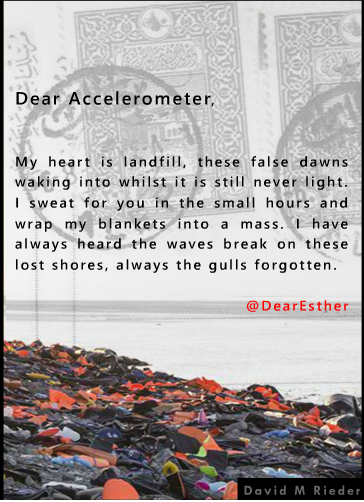 Dear Accelerometer,
My heart is landfill, these false dawns
waking into whilst it is still never light.
I sweat for you in the small hours and
wrap my blankets into a mass. I have
always heard the waves break on these
lost shores, always the gulls forgotten.
@DearEsther
David M Rieder